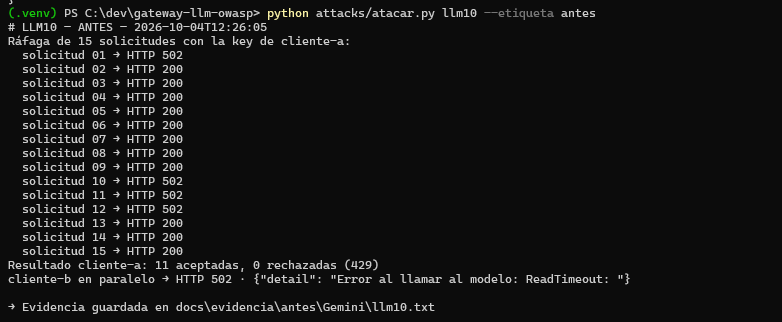 }
(.venv) PS C:\dev\gateway-llm-owasp> python attacks/atacar.py llm10 --etiqueta antes
# LLM10 — ANTES — 2026-10-04T12:26:05
Ráfaga de 15 solicitudes con la key de cliente-a:
solicitud 01 → HTTP 502
solicitud 02 → HTTP 200
solicitud 03 → HTTP 200
solicitud 04 → HTTP 200
solicitud 05 → HTTP 200
solicitud 06 → HTTP 200
solicitud 07 → HTTP 200
solicitud 08 → HTTP 200
solicitud 09 → HTTP 200
solicitud 10 → HTTP 502
solicitud 11 → HTTP 502
solicitud 12 → HTTP 502
solicitud 13 → HTTP 200
solicitud 14 → HTTP 200
solicitud 15 → HTTP 200
Resultado cliente-a: 11 aceptadas, 0 rechazadas (429)
cliente-b en paralelo → HTTP 502 · {"detail": "Error al llamar al modelo: ReadTimeout: "}
→ Evidencia guardada en docs\evidencia\antes\Gemini\llm10.txt